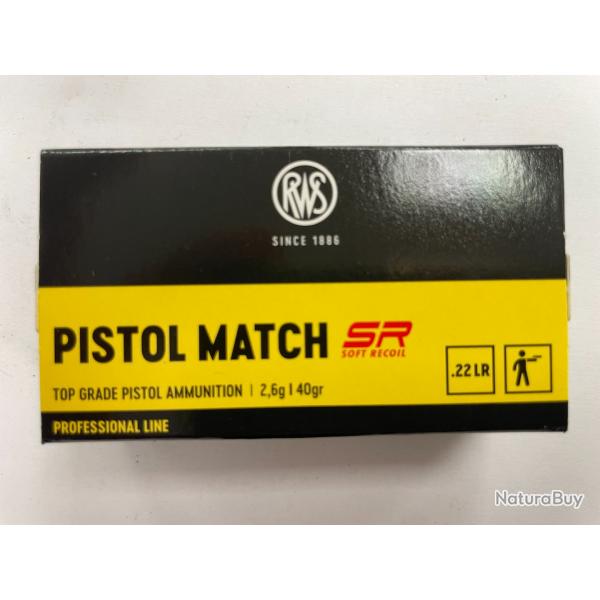 RWS
SINCE 1886
PISTOL MATCH SR
SOFT RECOIL
TOP GRADE PISTOL AMMUNITION | 2,6g | 40gr
.22 LR
PROFESSIONAL LINE
NaturaBuy